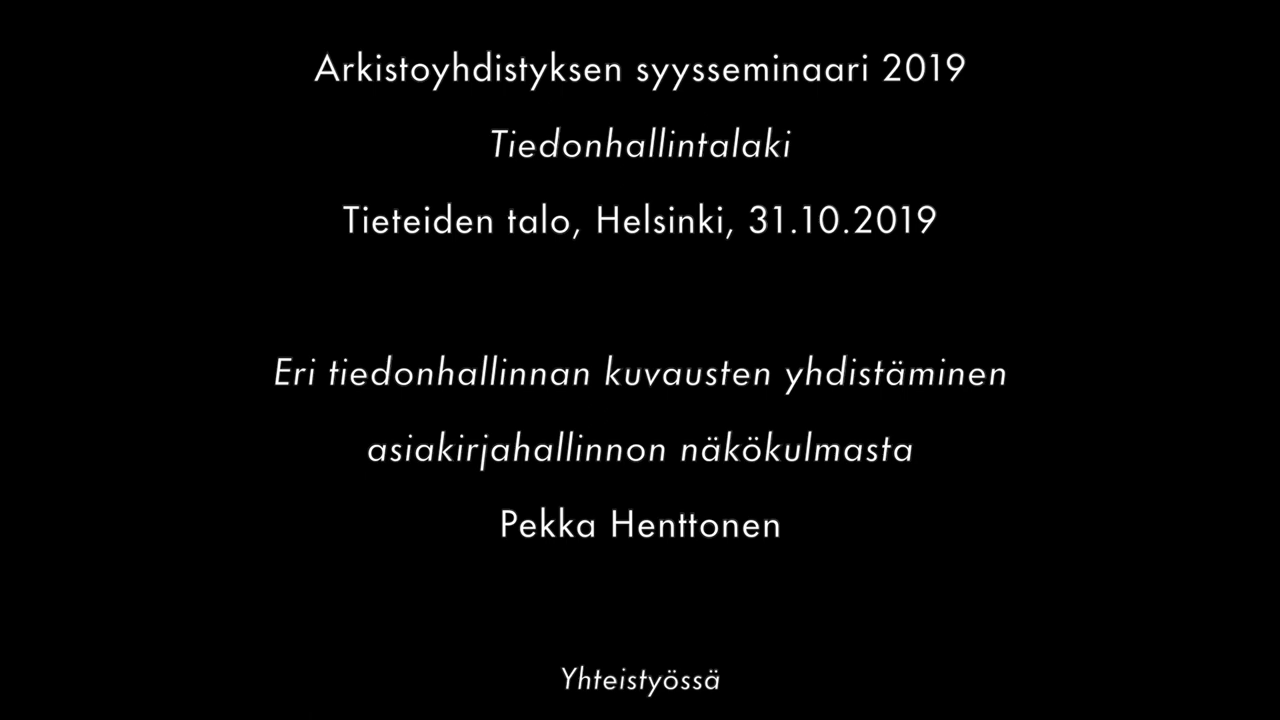 Arkistoyhdistyksen syysseminaari 2019
Tiedonhallintalaki
Tieteiden talo, Helsinki, 31.10.2019
Eri tiedonhallinnan kuvausten yhdistäminen
asiakirjahallinnon näkökulmasta
Pekka Henttonen
Yhteistyössä